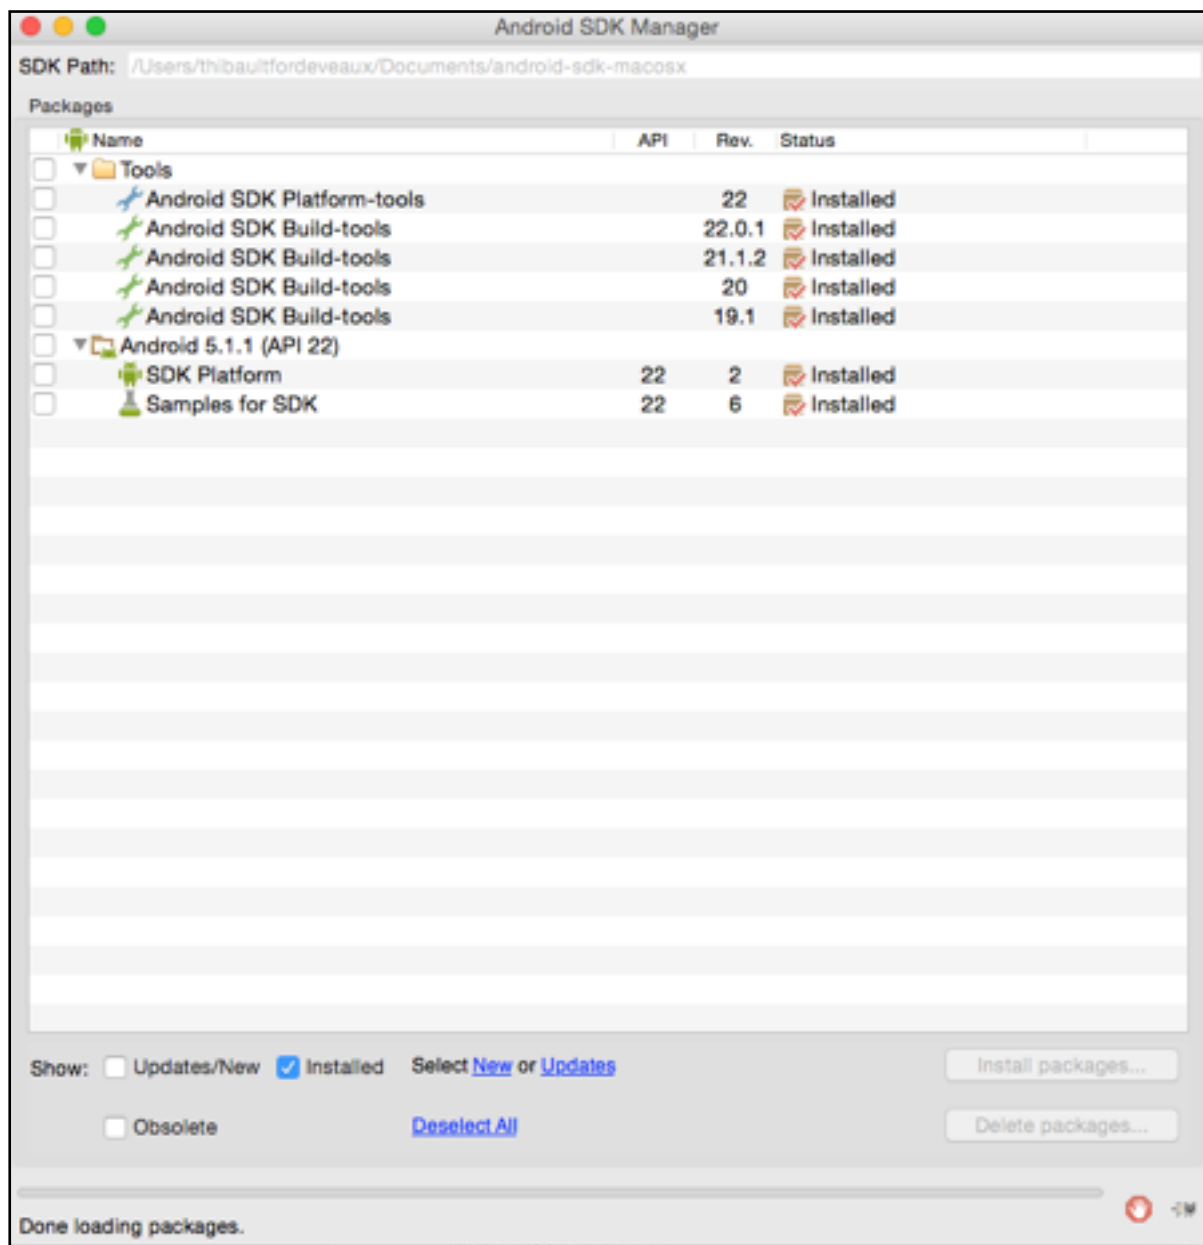 Android SDK Manager
SDK Path: /Users/thibaultfordeveaux/Documents/android-sdk-macosx
Packages
Name API Rev. Status
Tools
Android SDK Platform-tools 22 Installed
Android SDK Build-tools 22.0.1 Installed
Android SDK Build-tools 21.1.2 Installed
Android SDK Build-tools 20 Installed
Android SDK Build-tools 19.1 Installed
Android 5.1.1 (API 22)
SDK Platform 22 2 Installed
Samples for SDK 22 6 Installed
Show: Updates/New Installed Select New or Updates Install packages...
Obsolete Deselect All Delete packages...
Done loading packages.